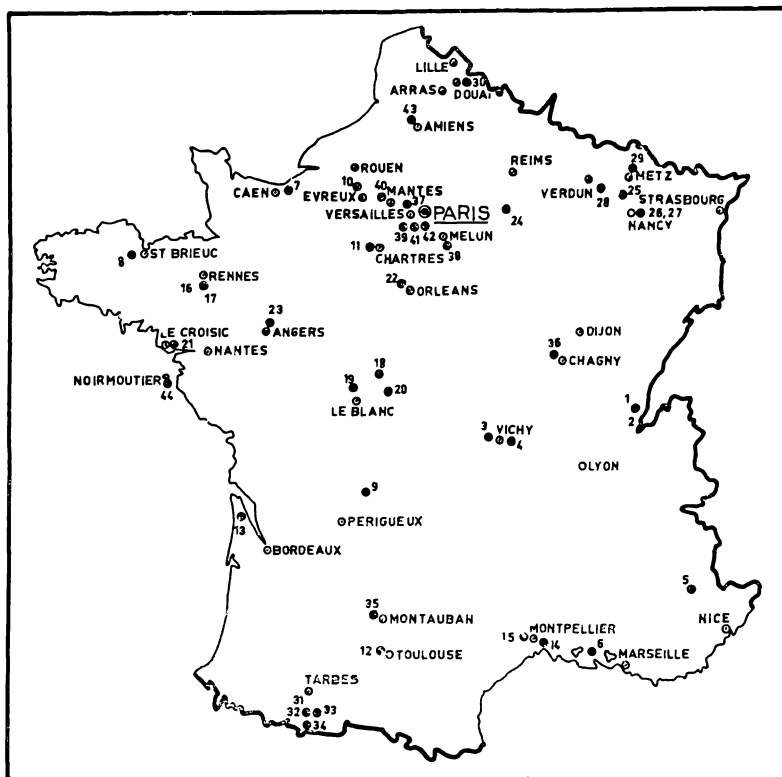 LILLE
30
ARRAS
DOUAI
43
AMIENS
ROUEN
REIMS
29
METZ
CAEN
7
10
EVREUX
40
MANTES
37
VERDUN
28
25
STRASBOURG
VERSAILLES
PARIS
24
26, 27
NANCY
39
41
42
MELUN
38
11
CHARTRES
8
ST BRIEUC
RENNES
16
17
22
ORLEANS
23
ANGERS
LE CROISIC
21
NANTES
DIJON
36
CHAGNY
NOIRMOUTIER
44
18
19
20
LE BLANC
1
2
3
VICHY
4
LYON
9
13
PERIGUEUX
BORDEAUX
5
35
MONTAUBAN
NICE
15
MONTPELLIER
14
6
MARSEILLE
12
TOULOUSE
TARBES
31
32
33
34